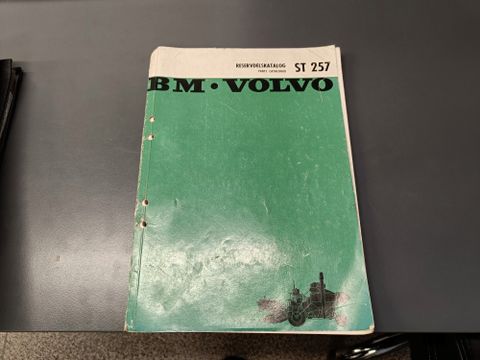 RESERVDELSKATALOG ST 257
PARTS CATALOGUE
BM • VOLVO